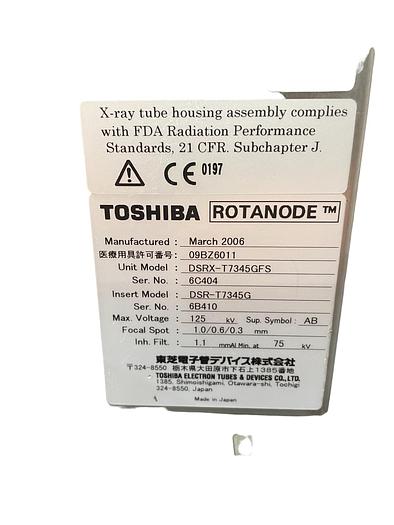 X-ray tube housing assembly complies
with FDA Radiation Performance
Standards, 21 CFR. Subchapter J.
CE 0197
TOSHIBA ROTANODE ™
Manufactured : March 2006
医療用具許可番号: 09BZ6011
Unit Model : DSRX-T7345GFS
Ser. No. : 6C404
Insert Model : DSR-T7345G
Ser. No. : 6B410
Max. Voltage : 125 kV Sup. Symbol : AB
Focal Spot : 1.0/0.6/0.3 mm
Inh. Filt. : 1.1 mmAl Min. at 75 kV
東芝電子管デバイス株式会社
〒324-8550 栃木県大田原市下石上1385番地
TOSHIBA ELECTRON TUBES & DEVICES CO., LTD.
1385, Shimoishigami, Otawara-shi, Tochigi
324-8550, Japan
Made in Japan